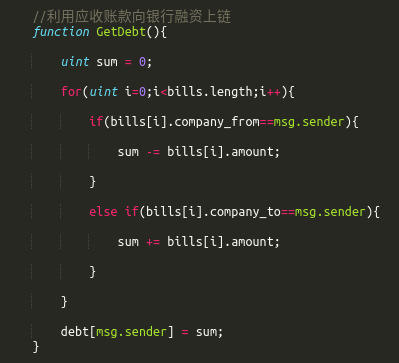 //利用应收账款向银行融资上链
function GetDebt(){
uint sum = 0;
for(uint i=0;i<bills.length;i++){
if(bills[i].company_from==msg.sender){
sum -= bills[i].amount;
}
else if(bills[i].company_to==msg.sender){
sum += bills[i].amount;
}
}
debt[msg.sender] = sum;
}